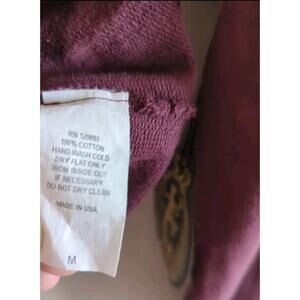 RN 120693
100% COTTON
HAND WASH COLD
DRY FLAT ONLY
IRON INSIDE OUT
IF NECESSARY
DO NOT DRY CLEAN
MADE IN USA
M